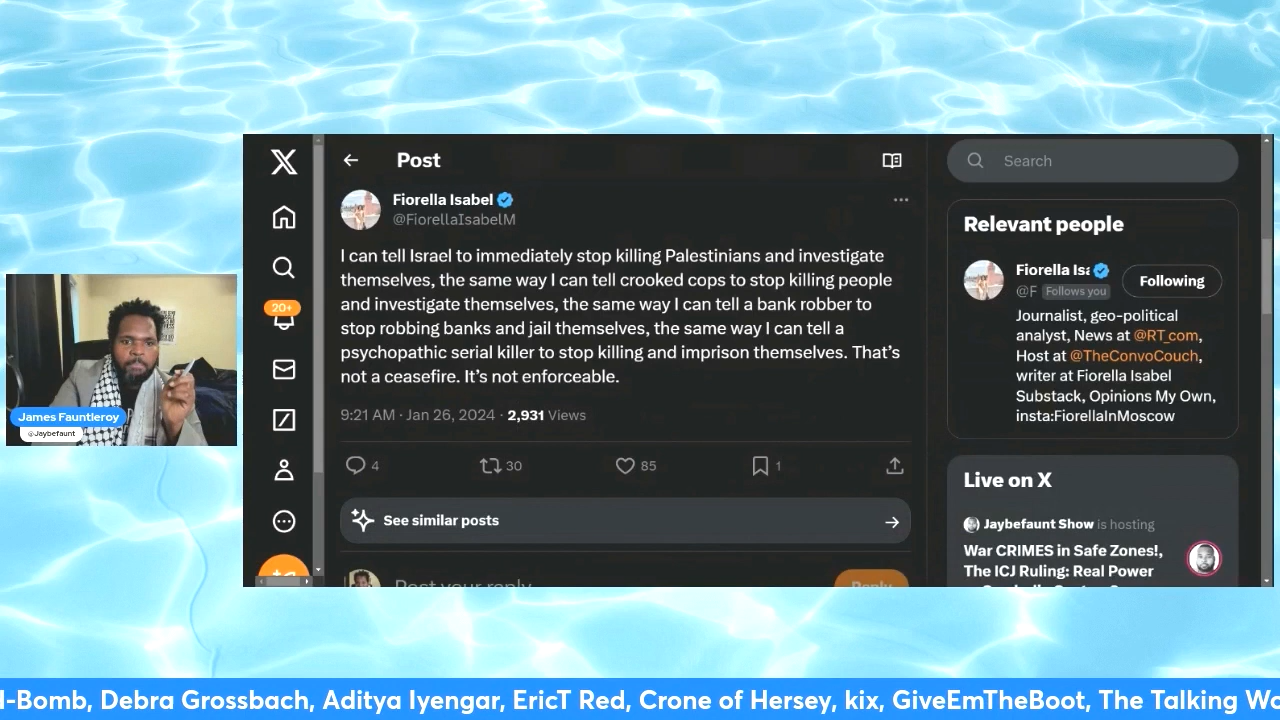 Post
Search
Fiorella Isabel
@FiorellaIsabelM
I can tell Israel to immediately stop killing Palestinians and investigate
themselves, the same way I can tell crooked cops to stop killing people
and investigate themselves, the same way I can tell a bank robber to
stop robbing banks and jail themselves, the same way I can tell a
psychopathic serial killer to stop killing and imprison themselves. That’s
not a ceasefire. It’s not enforceable.
9:21 AM · Jan 26, 2024 · 2,931 Views
4 30 85 1
See similar posts
Post your reply
Reply
20+
Relevant people
Fiorella Isa
@F Follows you
Following
Journalist, geo-political
analyst, News at @RT_com,
Host at @TheConvoCouch,
writer at Fiorella Isabel
Substack, Opinions My Own,
insta:FiorellaInMoscow
Live on X
Jaybefaunt Show is hosting
War CRIMES in Safe Zones!,
The ICJ Ruling: Real Power
James Fauntleroy
@Jaybefaunt
-Bomb, Debra Grossbach, Aditya Iyengar, EricT Red, Crone of Hersey, kix, GiveEmTheBoot, The Talking Wo